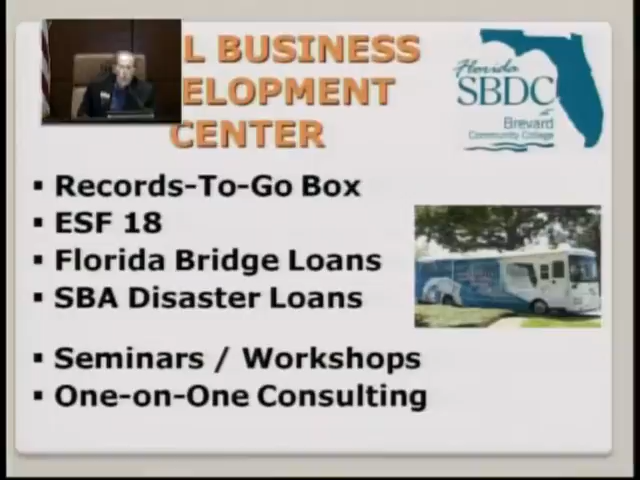 L BUSINESS
ELOPMENT
CENTER
Florida
SBDC
at
Brevard
Community College
▪ Records-To-Go Box
▪ ESF 18
▪ Florida Bridge Loans
▪ SBA Disaster Loans
▪ Seminars / Workshops
▪ One-on-One Consulting